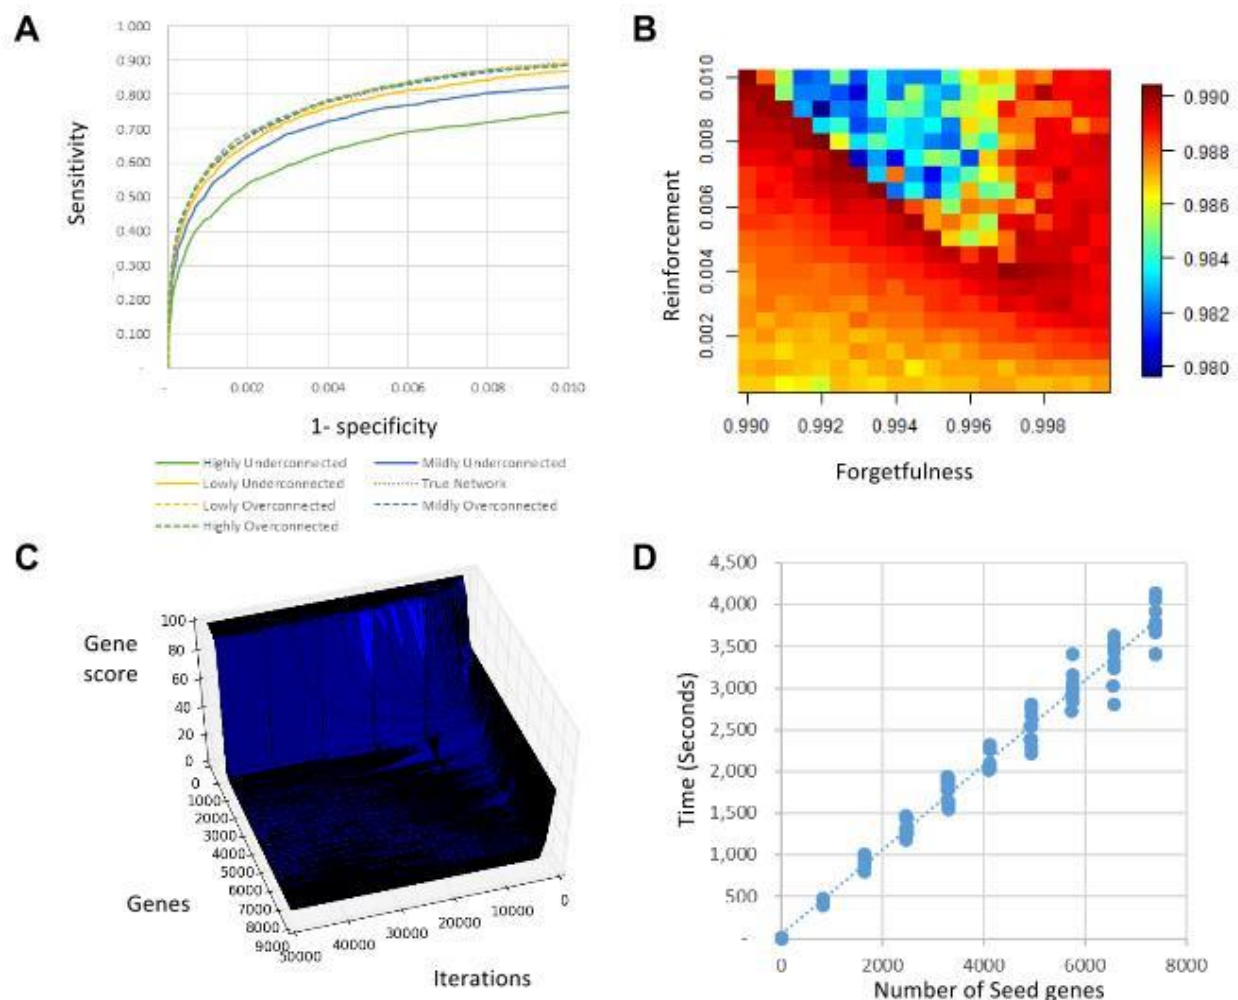 A
1.000
0.900
0.800
0.700
0.600
0.500
0.400
0.300
0.200
0.100
-
Sensitivity
- 0.002 0.004 0.006 0.008 0.010
1- specificity
Highly Underconnected Mildly Underconnected
Lowly Underconnected True Network
Lowly Overconnected Mildly Overconnected
Highly Overconnected
B
Reinforcement
0.010
0.008
0.006
0.004
0.002
0.990 0.992 0.994 0.996 0.998
Forgetfulness
0.990
0.988
0.986
0.984
0.982
0.980
C
Gene
score
100
80
60
40
20
0
0
1000
2000
3000
4000
5000
6000
7000
8000
9000
Genes
50000 40000 30000 20000 10000 0
Iterations
D
Time (Seconds)
4,500
4,000
3,500
3,000
2,500
2,000
1,500
1,000
500
-
0 2000 4000 6000 8000
Number of Seed genes